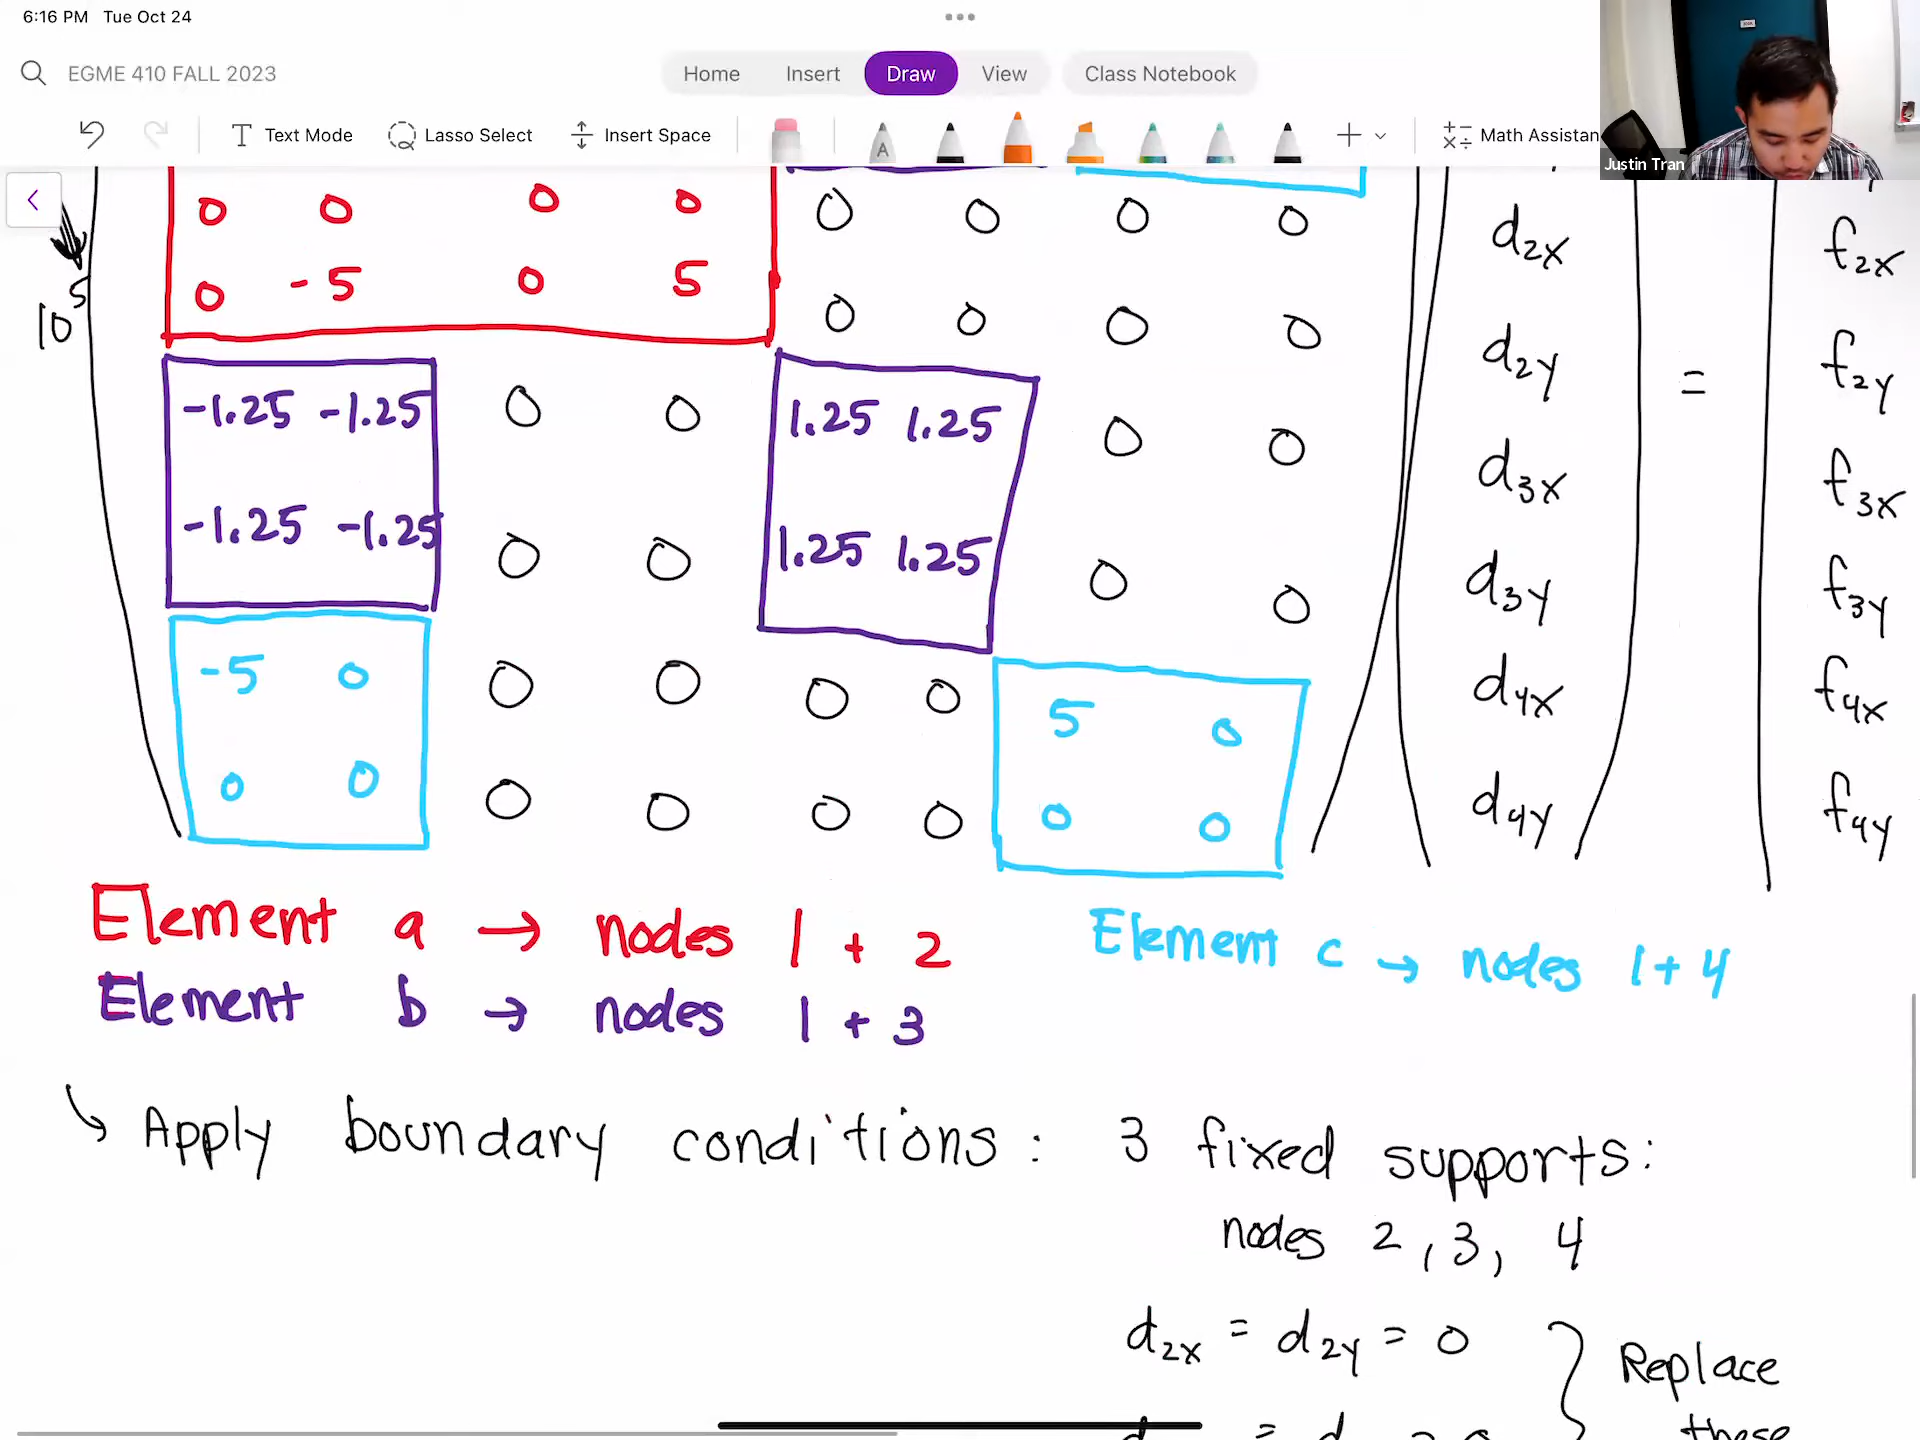 6:16 PM Tue Oct 24
EGME 410 FALL 2023
Home Insert Draw View Class Notebook
Text Mode Lasso Select Insert Space A Math Assistan
Justin Tran
0 0 0 0 0 0 0 0 d2x f2x
0 -5 0 5 0 0 0 0 d2y f2y
10^5
=
-1.25 -1.25 0 0 1.25 1.25 0 0 d3x f3x
-1.25 -1.25 0 0 1.25 1.25 0 0 d3y f3y
-5 0 0 0 0 0 5 0 d4x f4x
0 0 0 0 0 0 0 0 d4y f4y
Element a → nodes 1 + 2
Element c → nodes 1+4
Element b → nodes 1 + 3
Apply boundary conditions: 3 fixed supports:
nodes 2, 3, 4
d2x = d2y = 0
Replace
these